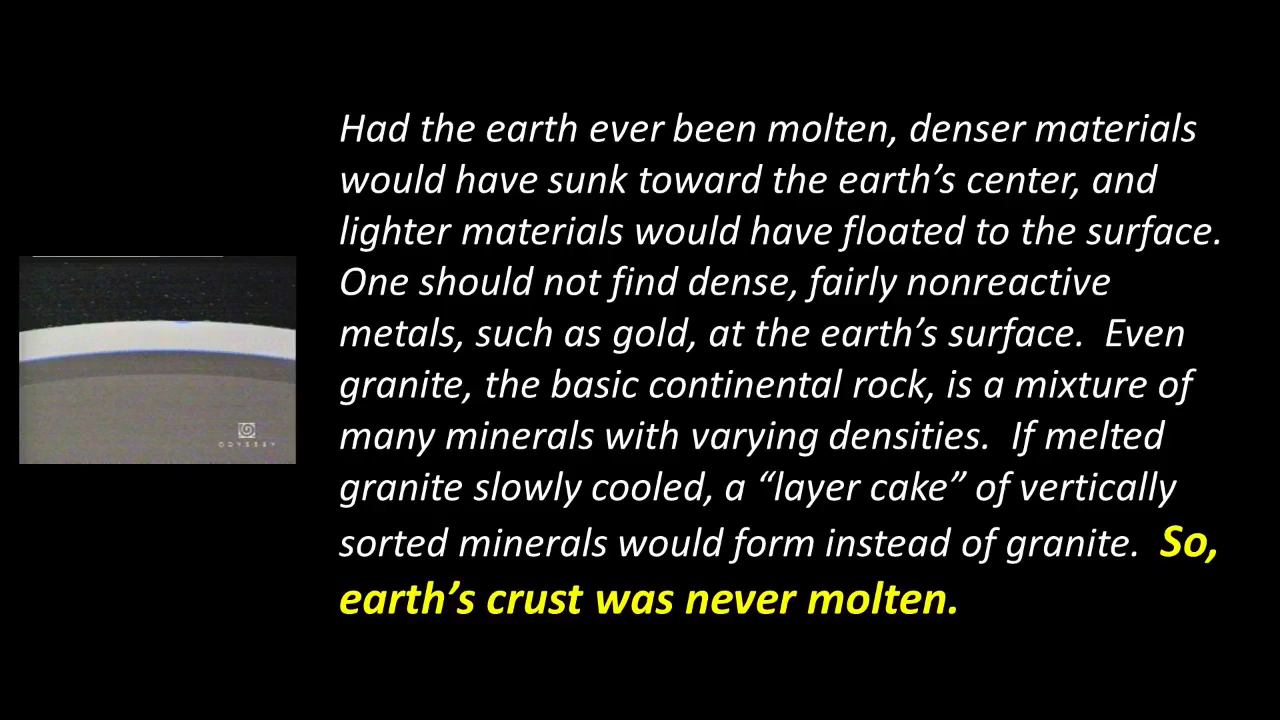 Had the earth ever been molten, denser materials
would have sunk toward the earth’s center, and
lighter materials would have floated to the surface.
One should not find dense, fairly nonreactive
metals, such as gold, at the earth’s surface.  Even
granite, the basic continental rock, is a mixture of
many minerals with varying densities.  If melted
granite slowly cooled, a “layer cake” of vertically
sorted minerals would form instead of granite.  So,
earth’s crust was never molten.
ODYSSEY